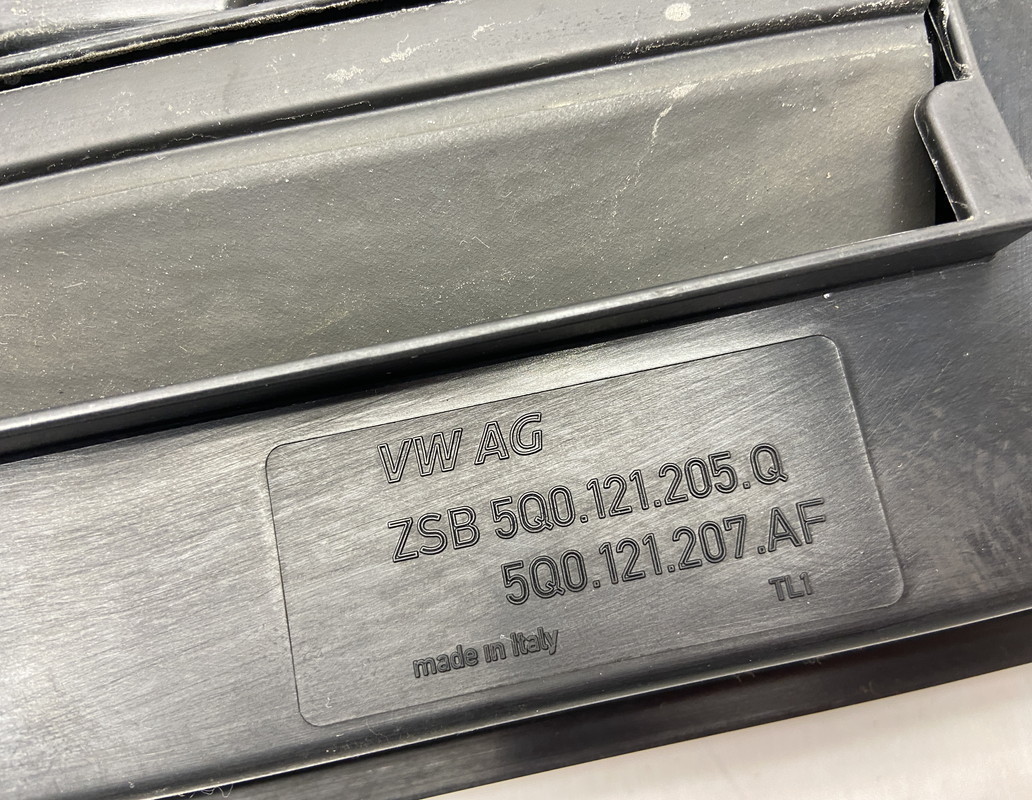 VW AG
ZSB 5Q0.121.205.Q
5Q0.121.207.AF
TL1
made in Italy